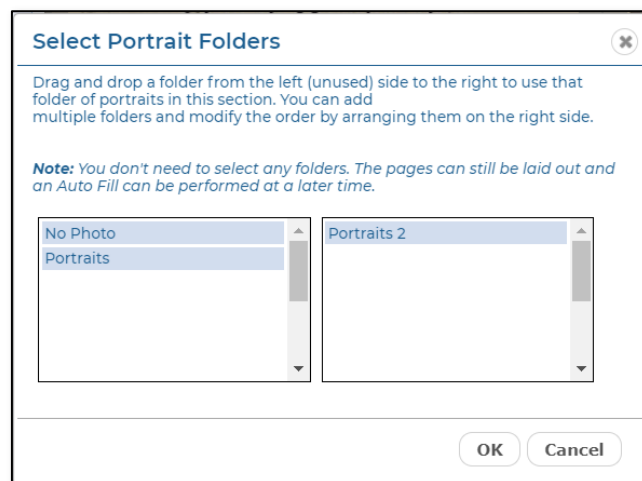 Select Portrait Folders
Drag and drop a folder from the left (unused) side to the right to use that
folder of portraits in this section. You can add
multiple folders and modify the order by arranging them on the right side.
Note: You don't need to select any folders. The pages can still be laid out and
an Auto Fill can be performed at a later time.
No Photo
Portraits
Portraits 2
OK
Cancel